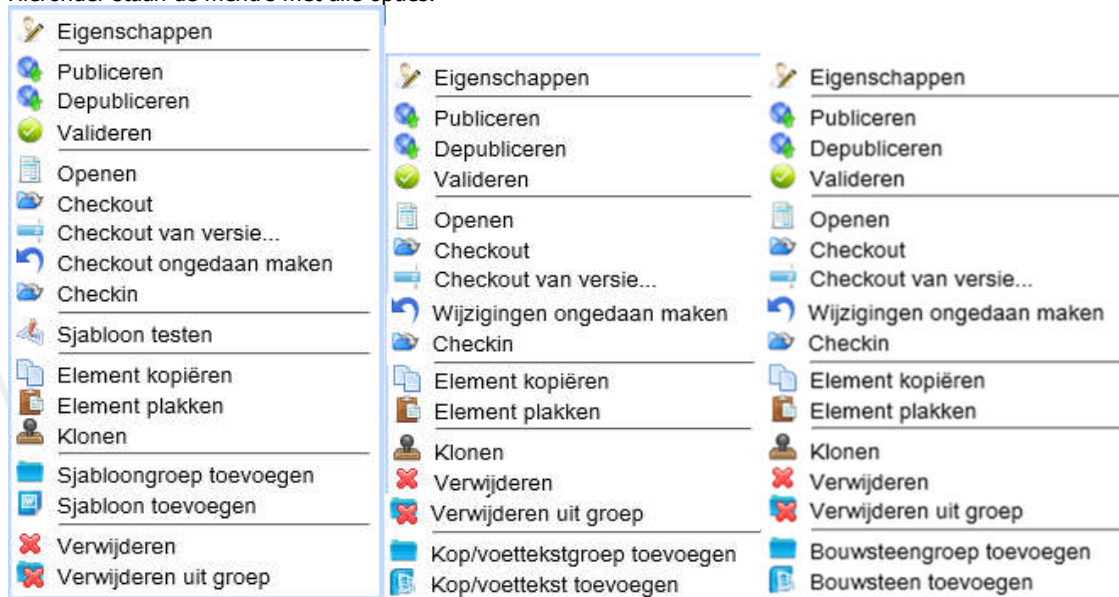 Hieronder staan de menu's met alle opties.
Eigenschappen
Publiceren
Depubliceren
Valideren
Openen
Checkout
Checkout van versie...
Checkout ongedaan maken
Checkin
Sjabloon testen
Element kopiëren
Element plakken
Klonen
Sjabloongroep toevoegen
Sjabloon toevoegen
Verwijderen
Verwijderen uit groep
Eigenschappen
Publiceren
Depubliceren
Valideren
Openen
Checkout
Checkout van versie...
Wijzigingen ongedaan maken
Checkin
Element kopiëren
Element plakken
Klonen
Verwijderen
Verwijderen uit groep
Kop/voettekstgroep toevoegen
Kop/voettekst toevoegen
Eigenschappen
Publiceren
Depubliceren
Valideren
Openen
Checkout
Checkout van versie...
Wijzigingen ongedaan maken
Checkin
Element kopiëren
Element plakken
Klonen
Verwijderen
Verwijderen uit groep
Bouwsteengroep toevoegen
Bouwsteen toevoegen